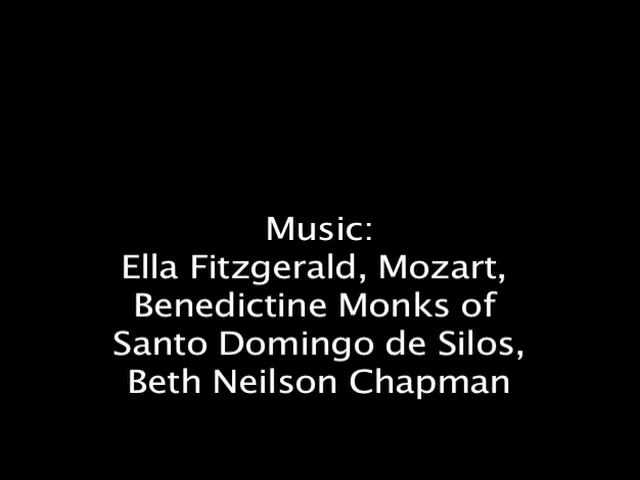 Music:
Ella Fitzgerald, Mozart,
Benedictine Monks of
Santo Domingo de Silos,
Beth Neilson Chapman